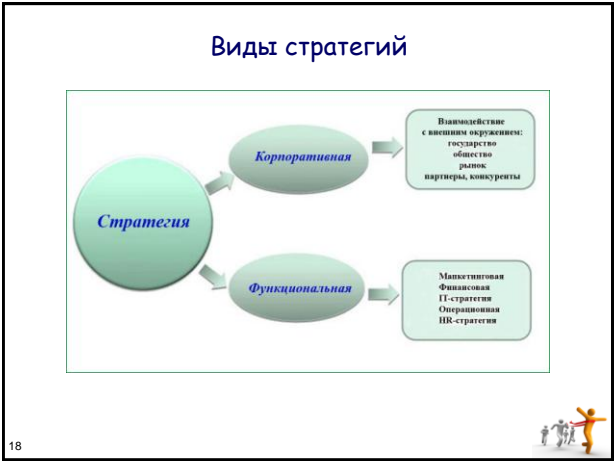 Виды стратегий
Стратегия
Корпоративная
Взаимодействие
с внешним окружением:
государство
общество
рынок
партнеры, конкуренты
Функциональная
Манкетинговая
Финансовая
IT-стратегия
Операционная
HR-стратегия
18